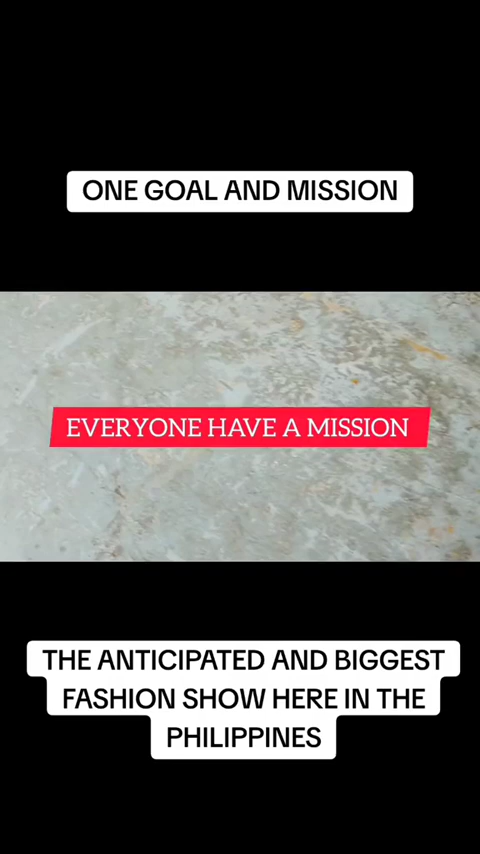 ONE GOAL AND MISSION
EVERYONE HAVE A MISSION
THE ANTICIPATED AND BIGGEST
FASHION SHOW HERE IN THE
PHILIPPINES